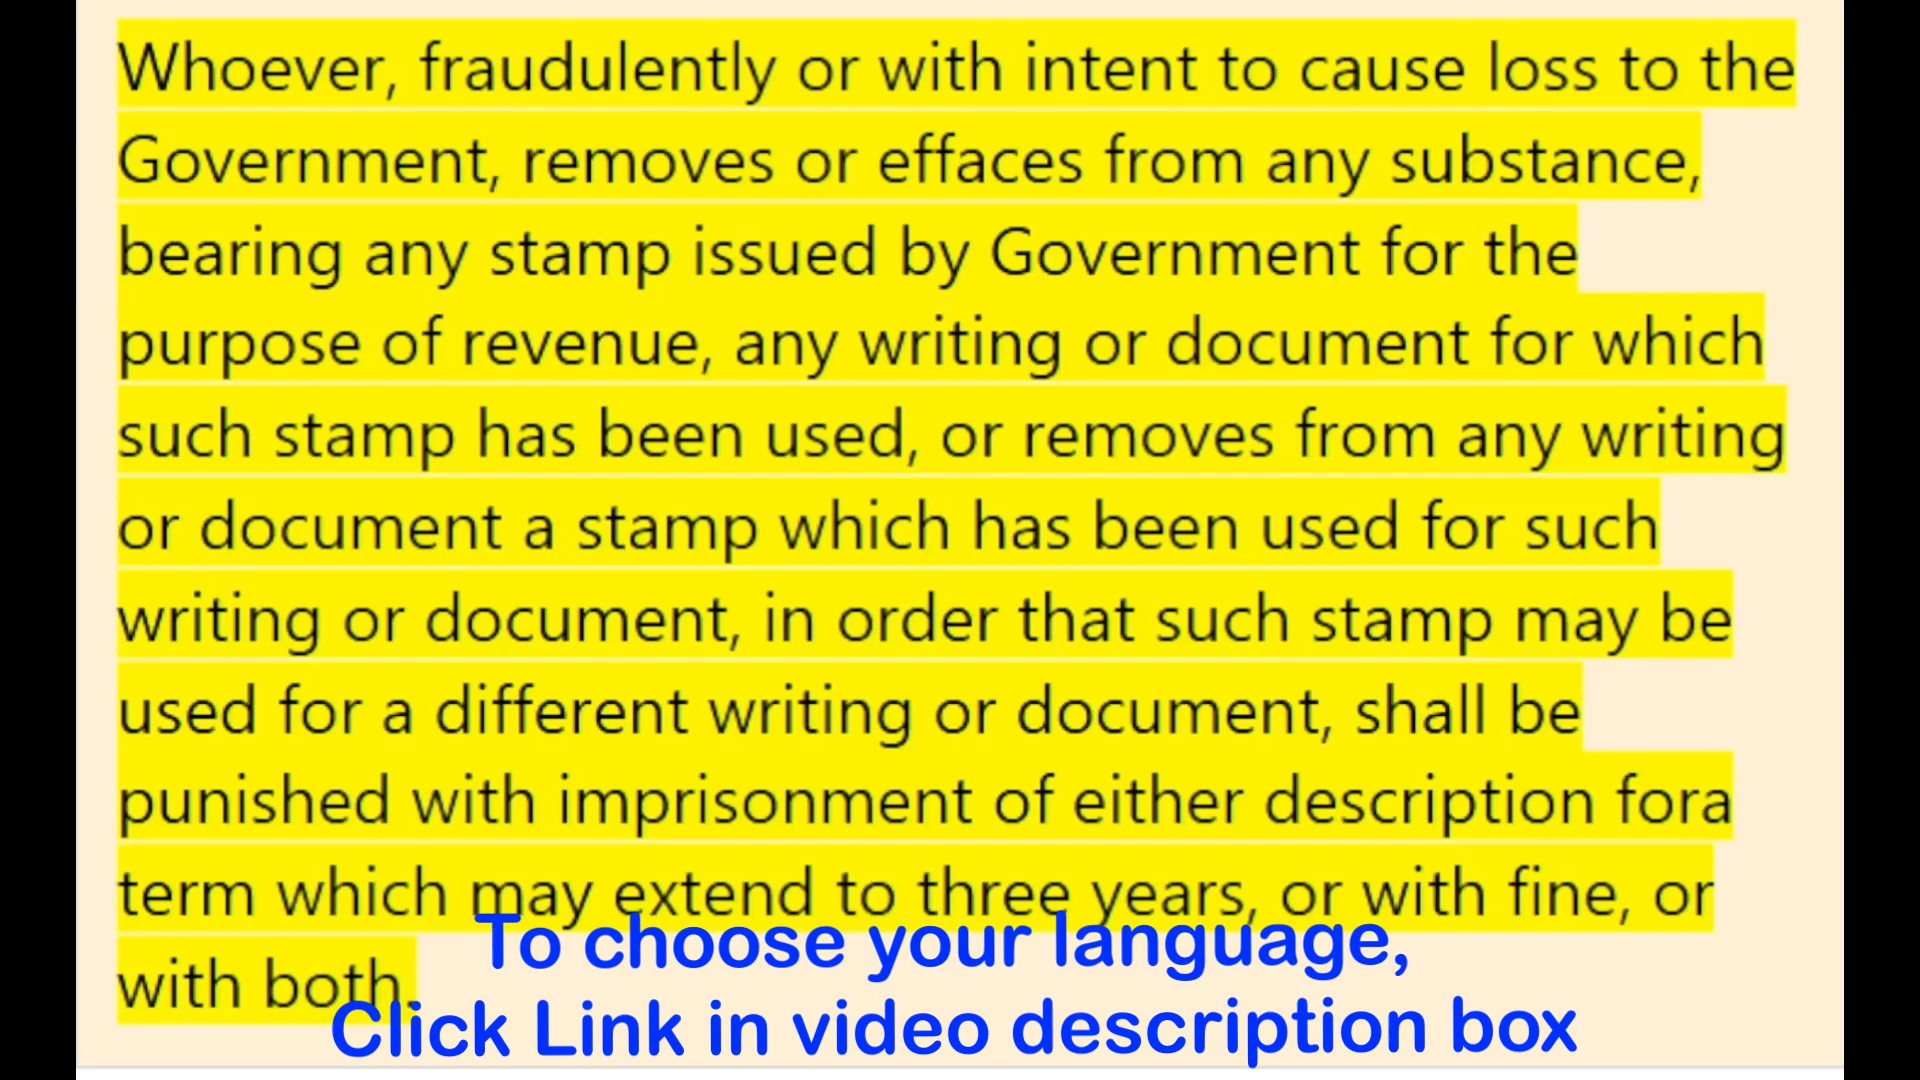 Whoever, fraudulently or with intent to cause loss to the
Government, removes or effaces from any substance,
bearing any stamp issued by Government for the
purpose of revenue, any writing or document for which
such stamp has been used, or removes from any writing
or document a stamp which has been used for such
writing or document, in order that such stamp may be
used for a different writing or document, shall be
punished with imprisonment of either description fora
term which may extend to three years, or with fine, or
with both.
To choose your language,
Click Link in video description box